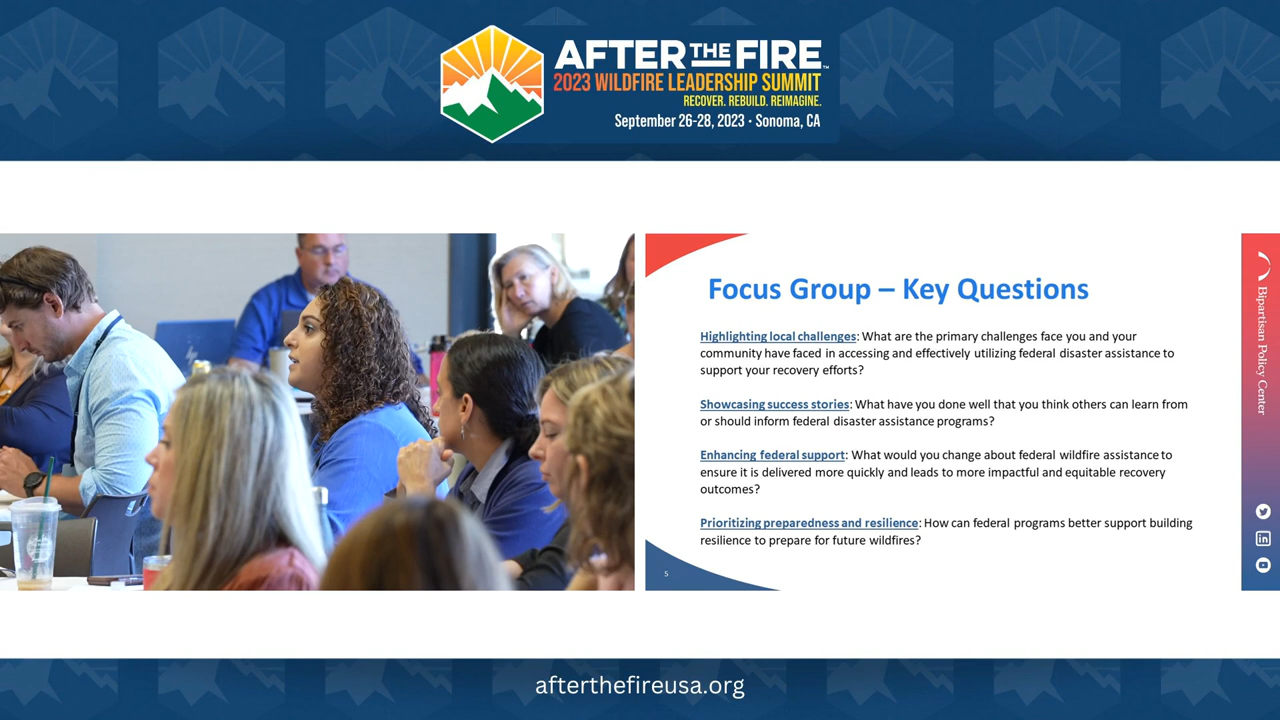 AFTER THE FIRE™
2023 WILDFIRE LEADERSHIP SUMMIT
RECOVER. REBUILD. REIMAGINE.
September 26-28, 2023 • Sonoma, CA
Focus Group – Key Questions
Highlighting local challenges: What are the primary challenges face you and your
community have faced in accessing and effectively utilizing federal disaster assistance to
support your recovery efforts?
Showcasing success stories: What have you done well that you think others can learn from
or should inform federal disaster assistance programs?
Enhancing federal support: What would you change about federal wildfire assistance to
ensure it is delivered more quickly and leads to more impactful and equitable recovery
outcomes?
Prioritizing preparedness and resilience: How can federal programs better support building
resilience to prepare for future wildfires?
5
Bipartisan Policy Center
in
afterthefireusa.org